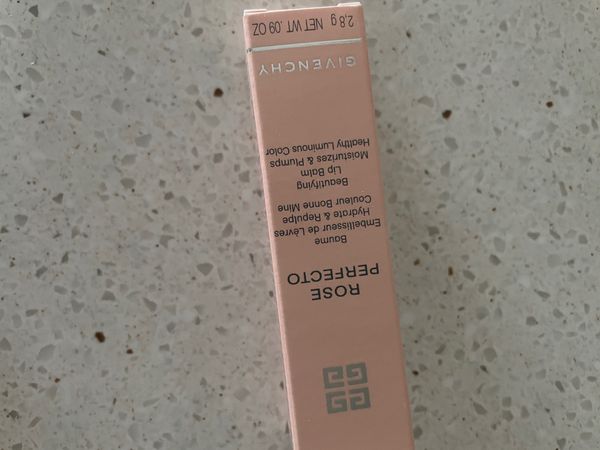 ROSE
PERFECTO
Baume
Embellisseur de Lèvres
Hydrate & Repulpe
Couleur Bonne Mine
Beautifying
Lip Balm
Moisturizes & Plumps
Healthy Luminous Color
GIVENCHY
2,8 g NET WT .09 OZ